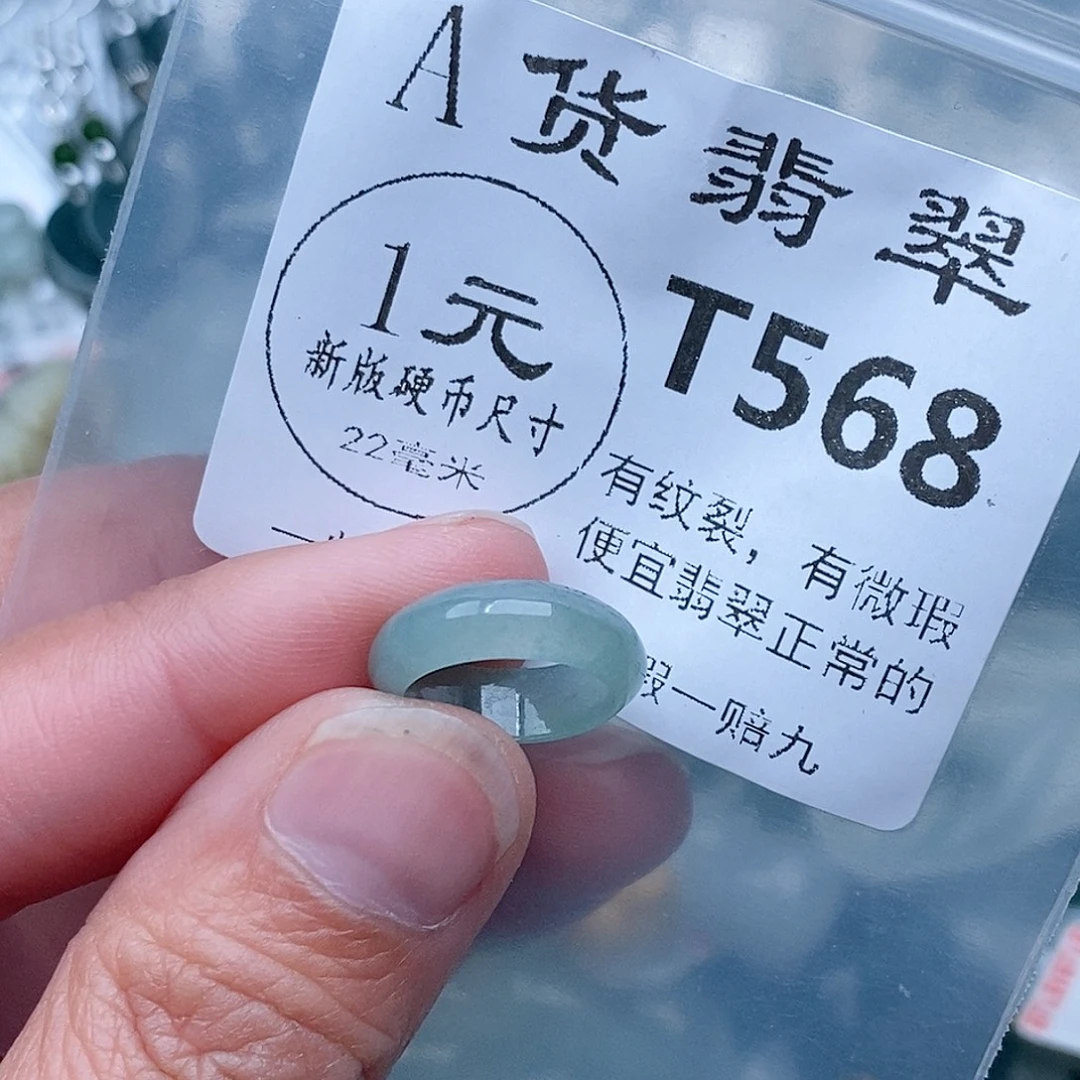 A货翡翠
1元
新版硬币尺寸
22毫米
T568
有纹裂，有微瑕
便宜翡翠正常的
一赔九